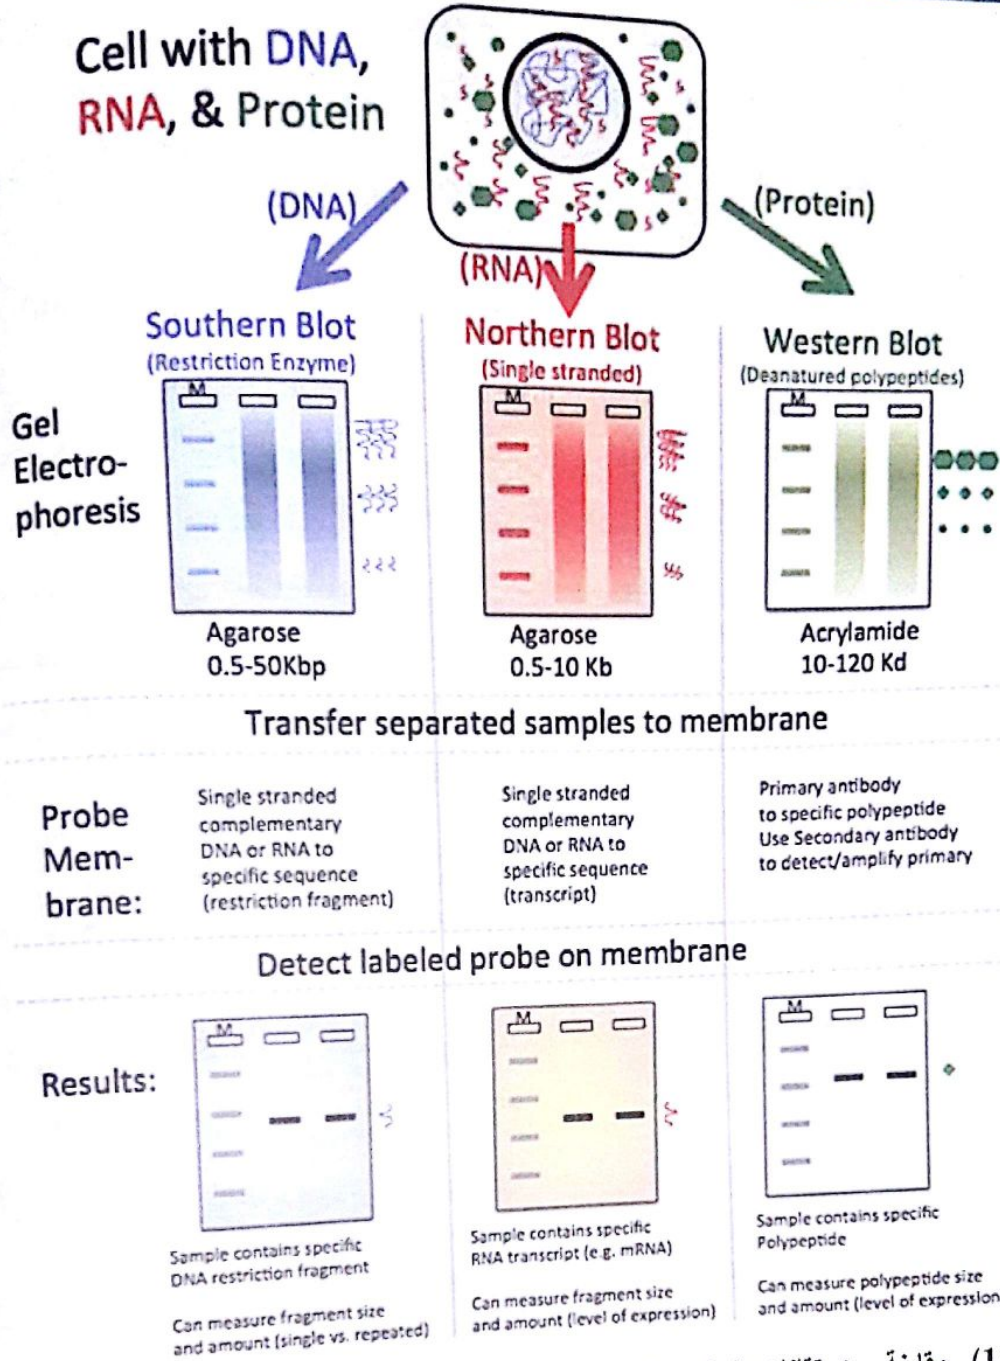 Cell with DNA,
RNA, & Protein
(DNA)
(RNA)
(Protein)
Southern Blot
(Restriction Enzyme)
Northern Blot
(Single stranded)
Western Blot
(Deanatured polypeptides)
M
M
M
Gel
Electro-
phoresis
Agarose
0.5-50Kbp
Agarose
0.5-10 Kb
Acrylamide
10-120 Kd
Transfer separated samples to membrane
Probe
Mem-
brane:
Single stranded
complementary
DNA or RNA to
specific sequence
(restriction fragment)
Single stranded
complementary
DNA or RNA to
specific sequence
(transcript)
Primary antibody
to specific polypeptide
Use Secondary antibody
to detect/amplify primary
Detect labeled probe on membrane
Results:
M
M
M
Sample contains specific
DNA restriction fragment
Can measure fragment size
and amount (single vs. repeated)
Sample contains specific
RNA transcript (e.g. mRNA)
Can measure fragment size
and amount (level of expression)
Sample contains specific
Polypeptide
Can measure polypeptide size
and amount (level of expression